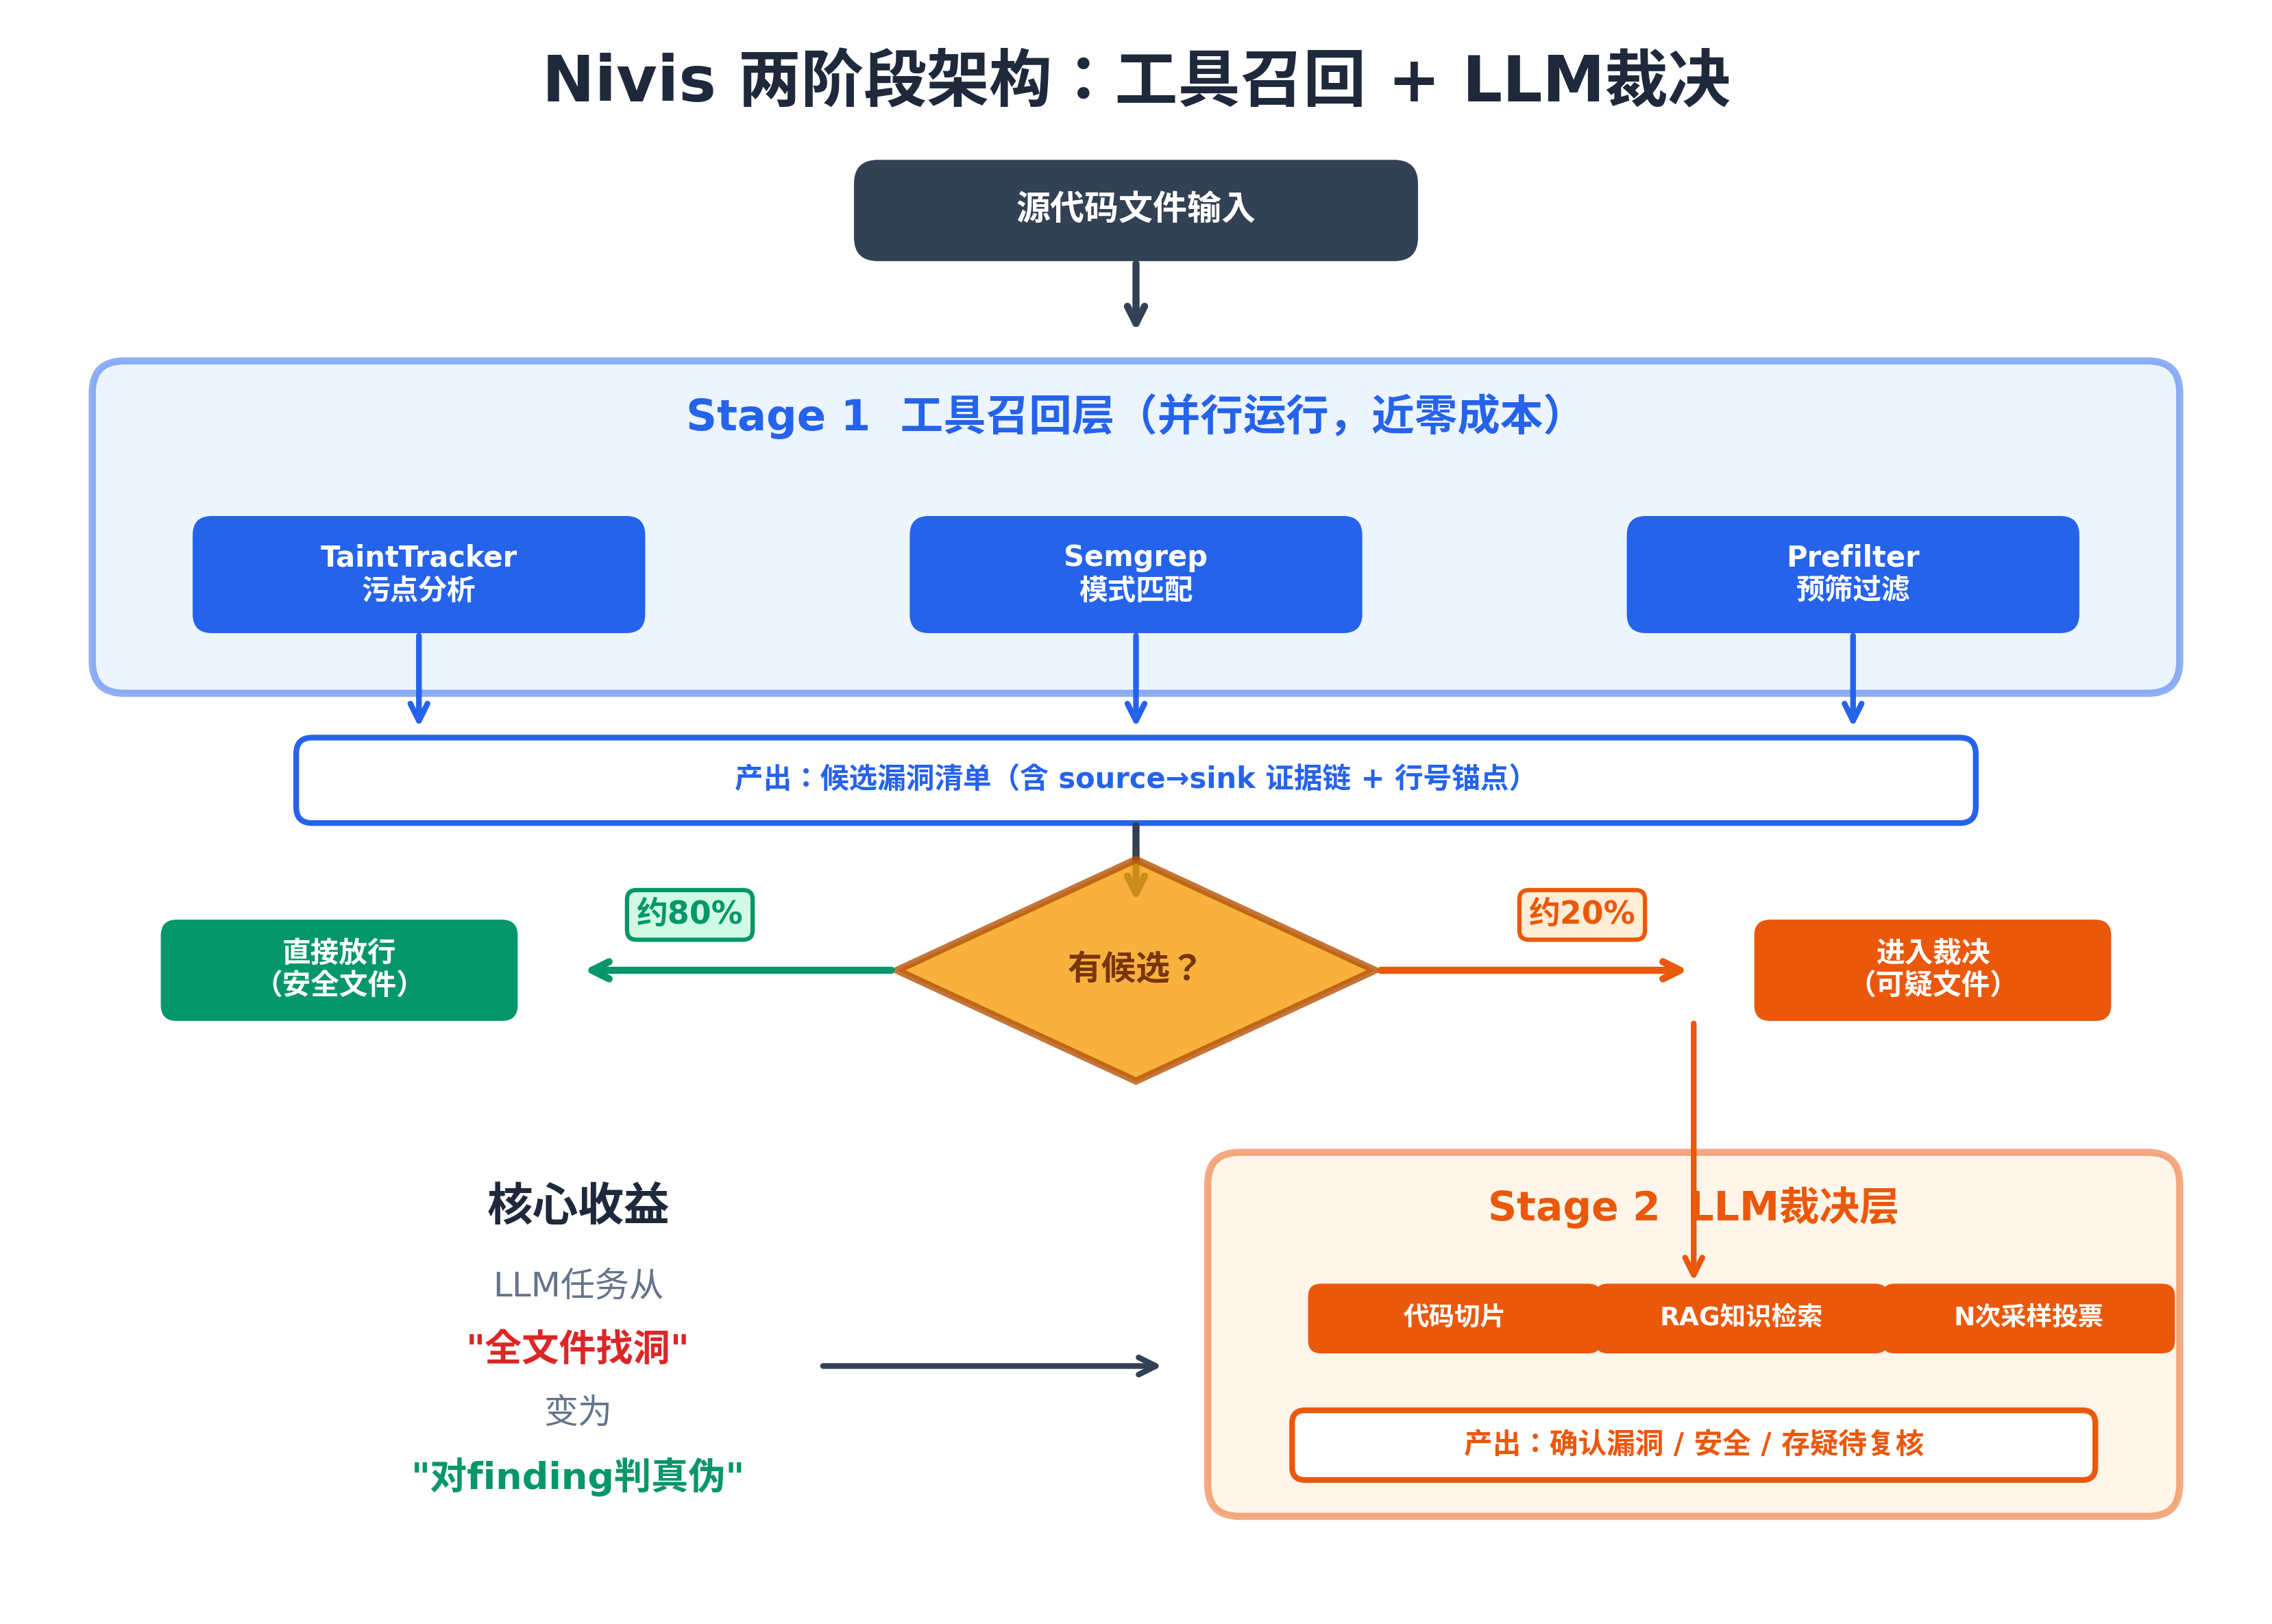 Nivis 两阶段架构：工具召回 + LLM裁决
源代码文件输入
Stage 1 工具召回层（并行运行，近零成本）
TaintTracker
污点分析
Semgrep
模式匹配
Prefilter
预筛过滤
产出：候选漏洞清单（含 source→sink 证据链 + 行号锚点）
约80%
约20%
直接放行
（安全文件）
有候选？
进入裁决
（可疑文件）
核心收益
LLM任务从
"全文件找洞"
变为
"对finding判真伪"
Stage 2 LLM裁决层
代码切片
RAG知识检索
N次采样投票
产出：确认漏洞 / 安全 / 存疑待复核